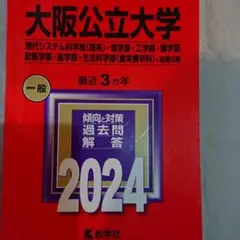 大阪公立大学
現代システム科学域〈理系〉・理学部・工学部・農学部
獣医学部・医学部・生活科学部〈食栄養学科〉-前期日程
一般
最近3カ年
傾向と対策
過去問
解答
2024
教学社